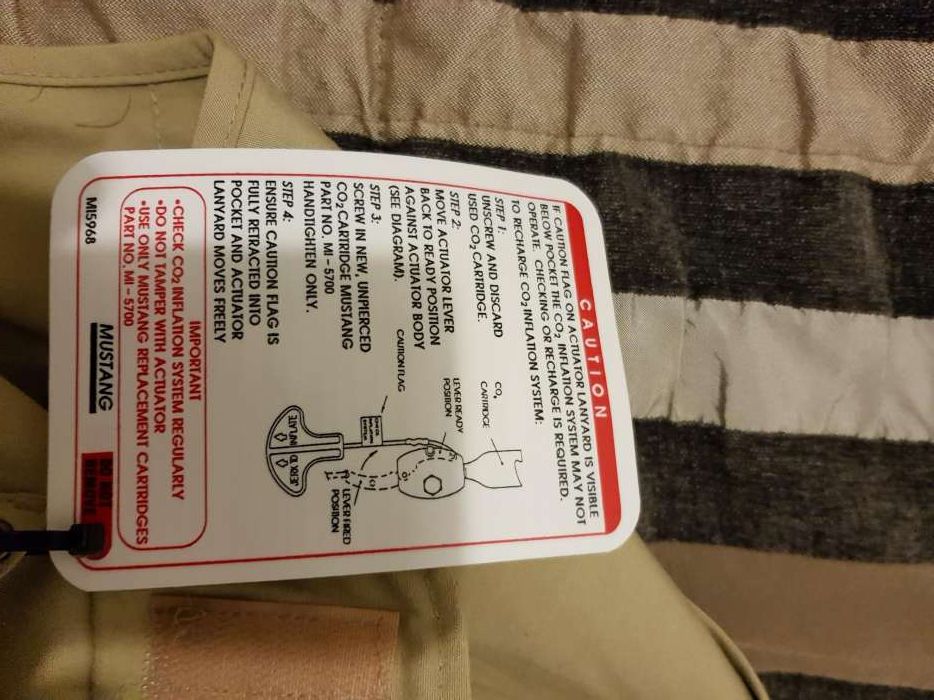 CAUTION
IF CAUTION FLAG ON ACTUATOR LANYARD IS VISIBLE
BELOW POCKET THE CO₂ INFLATION SYSTEM MAY NOT
OPERATE. CHECKING OR RECHARGE IS REQUIRED.
TO RECHARGE CO₂ INFLATION SYSTEM:
STEP 1:
UNSCREW AND DISCARD
USED CO₂ CARTRIDGE.
STEP 2:
MOVE ACTUATOR LEVER
BACK TO READY POSITION
AGAINST ACTUATOR BODY
(SEE DIAGRAM).
STEP 3:
SCREW IN NEW, UNPIERCED
CO₂ CARTRIDGE MUSTANG
PART NO. MI-5700
HANDTIGHTEN ONLY.
STEP 4:
ENSURE CAUTION FLAG IS
FULLY RETRACTED INTO
POCKET AND ACTUATOR
LANYARD MOVES FREELY
CO₂
CARTRIDGE
LEVER READY
POSITION
CAUTION FLAG
LEVER FIRED
POSITION
JERK TO
INFLATE
IMPORTANT
•CHECK CO₂ INFLATION SYSTEM REGULARLY
•DO NOT TAMPER WITH ACTUATOR
•USE ONLY MUSTANG REPLACEMENT CARTRIDGES
PART NO. MI-5700
MI5968
MUSTANG
DO NOT
REMOVE